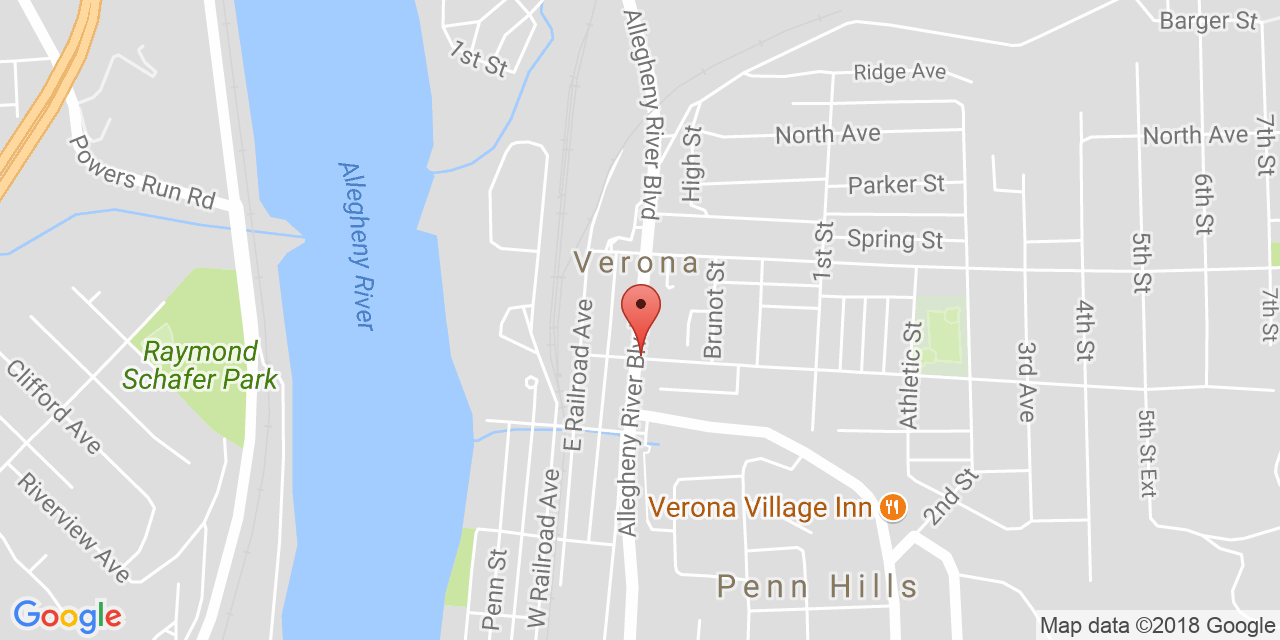 Barger St
1st St
Allegheny River Blvd
Ridge Ave
North Ave
North Ave
7th St
High St
Powers Run Rd
Parker St
6th St
Allegheny River
1st St
Spring St
Verona
5th St
Brunot St
7th St
E Railroad Ave
4th St
Raymond
Schafer Park
Athletic St
3rd Ave
Clifford Ave
Allegheny River Blvd
5th St Ext
Riverview Ave
W Railroad Ave
Verona Village Inn
2nd St
Penn St
Penn Hills
Google
Map data ©2018 Google